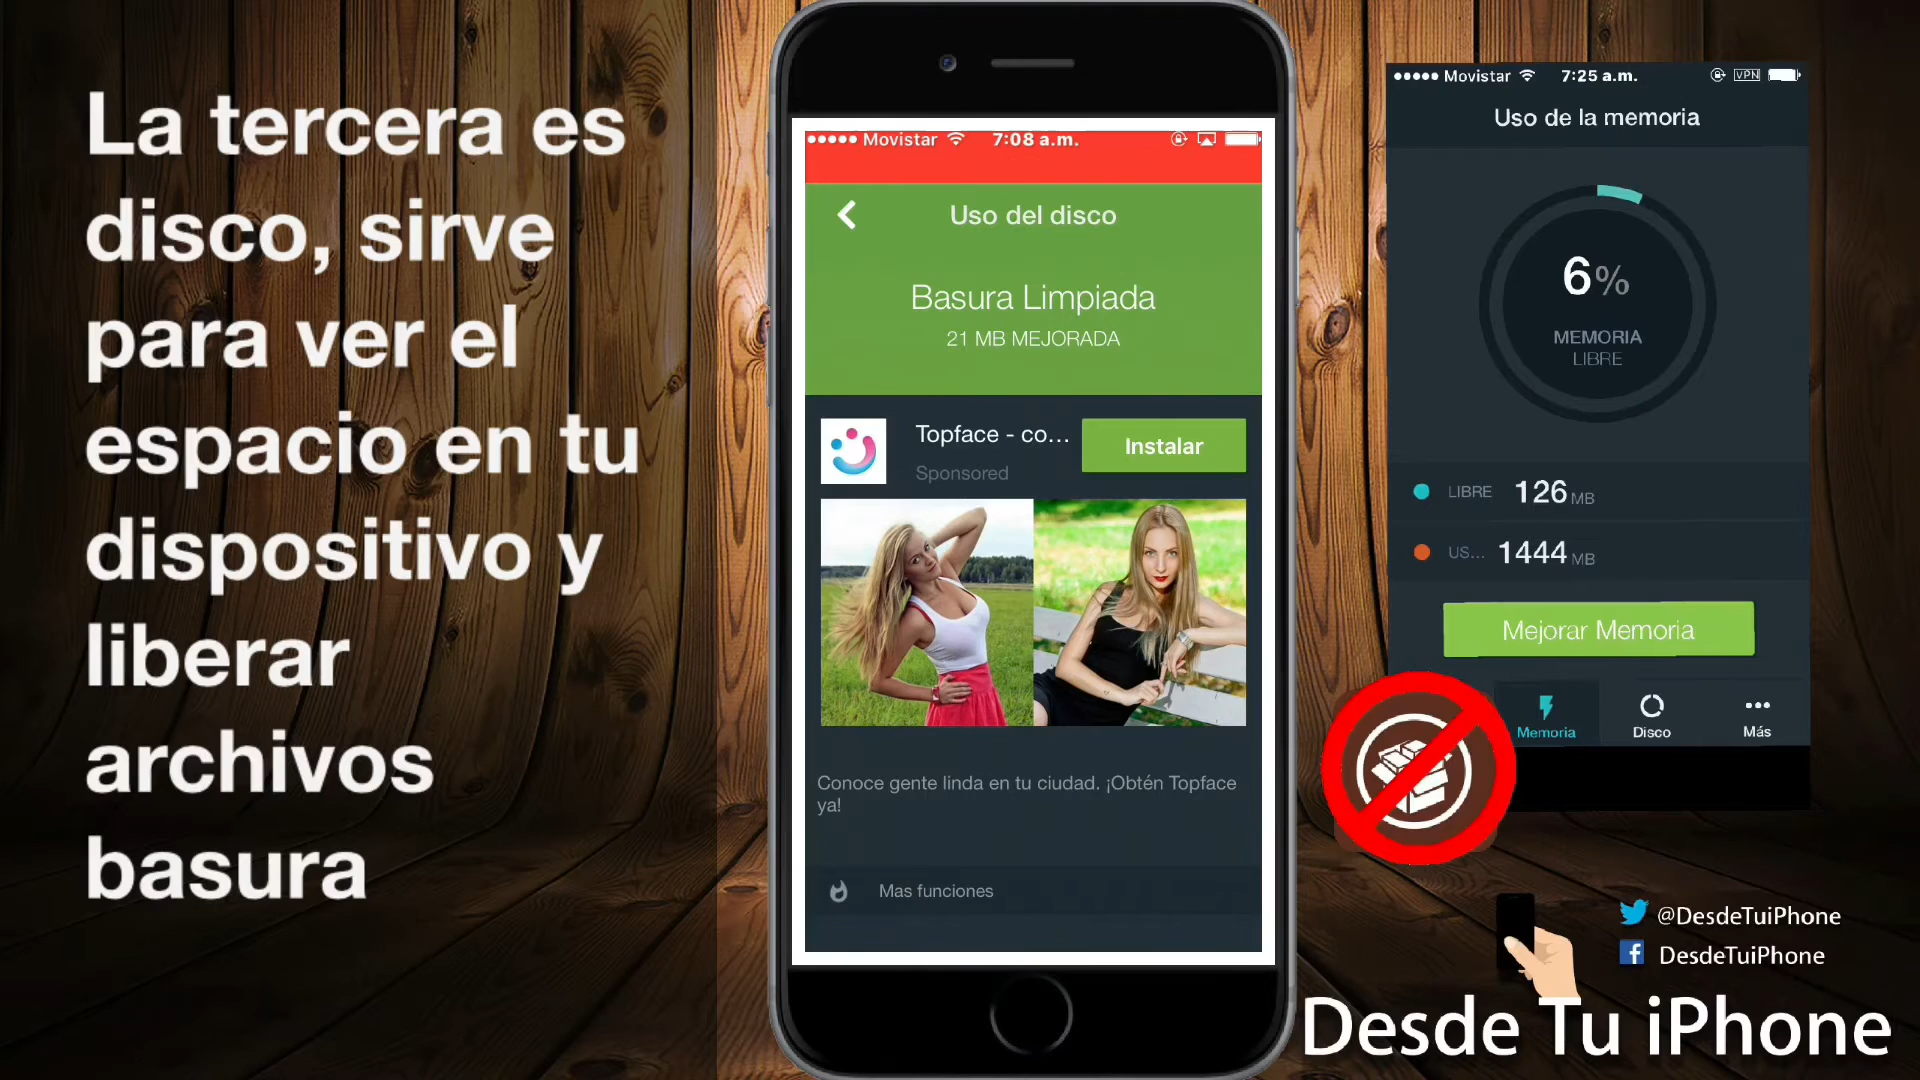 La tercera es
disco, sirve
para ver el
espacio en tu
dispositivo y
liberar
archivos
basura
Movistar 7:08 a.m.
Uso del disco
Basura Limpiada
21 MB MEJORADA
Topface - co...
Sponsored
Instalar
Conoce gente linda en tu ciudad. ¡Obtén Topface
ya!
Mas funciones
Movistar 7:25 a.m. VPN
Uso de la memoria
6%
MEMORIA
LIBRE
LIBRE 126 MB
US... 1444 MB
Mejorar Memoria
Memoria Disco Más
@DesdeTuiPhone
DesdeTuiPhone
Desde Tu iPhone